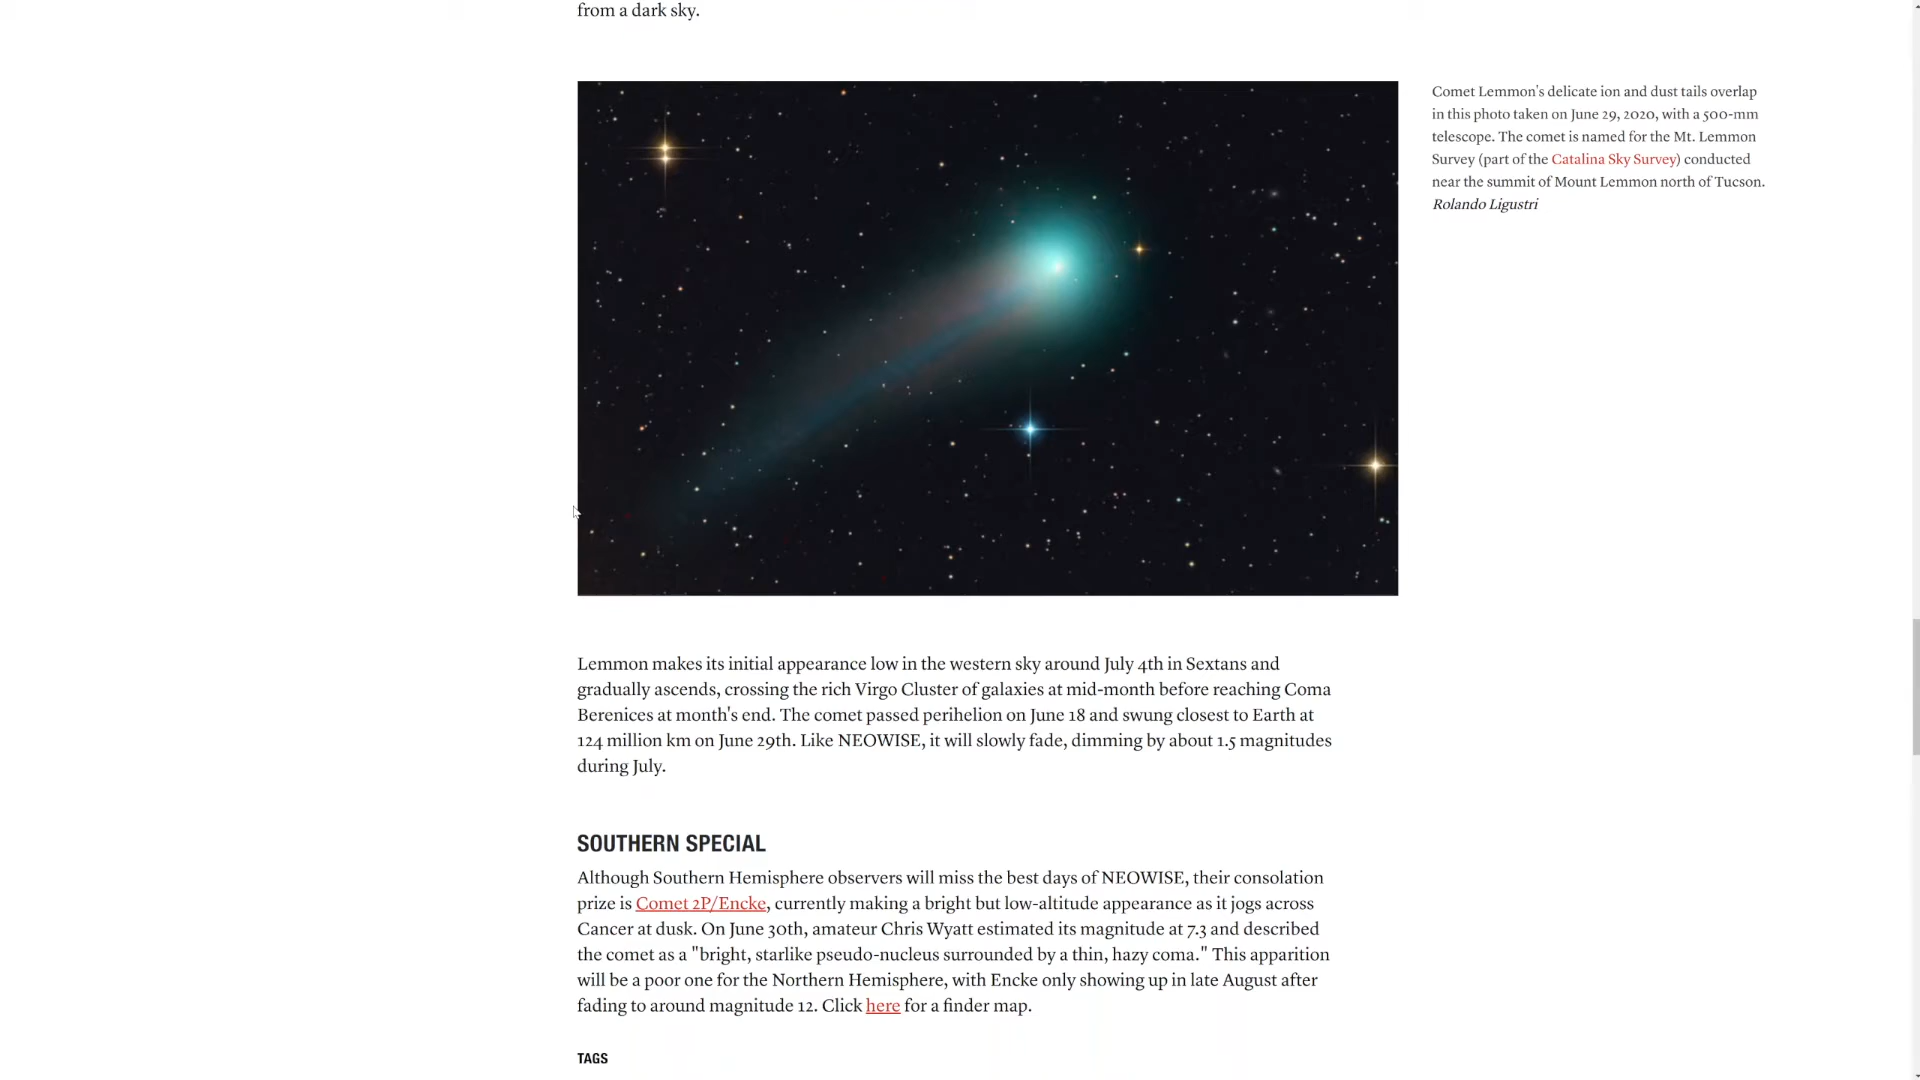 from a dark sky.
Comet Lemmon's delicate ion and dust tails overlap
in this photo taken on June 29, 2020, with a 500-mm
telescope. The comet is named for the Mt. Lemmon
Survey (part of the Catalina Sky Survey) conducted
near the summit of Mount Lemmon north of Tucson.
Rolando Ligustri
Lemmon makes its initial appearance low in the western sky around July 4th in Sextans and
gradually ascends, crossing the rich Virgo Cluster of galaxies at mid-month before reaching Coma
Berenices at month's end. The comet passed perihelion on June 18 and swung closest to Earth at
124 million km on June 29th. Like NEOWISE, it will slowly fade, dimming by about 1.5 magnitudes
during July.
SOUTHERN SPECIAL
Although Southern Hemisphere observers will miss the best days of NEOWISE, their consolation
prize is Comet 2P/Encke, currently making a bright but low-altitude appearance as it jogs across
Cancer at dusk. On June 30th, amateur Chris Wyatt estimated its magnitude at 7.3 and described
the comet as a "bright, starlike pseudo-nucleus surrounded by a thin, hazy coma." This apparition
will be a poor one for the Northern Hemisphere, with Encke only showing up in late August after
fading to around magnitude 12. Click here for a finder map.
TAGS